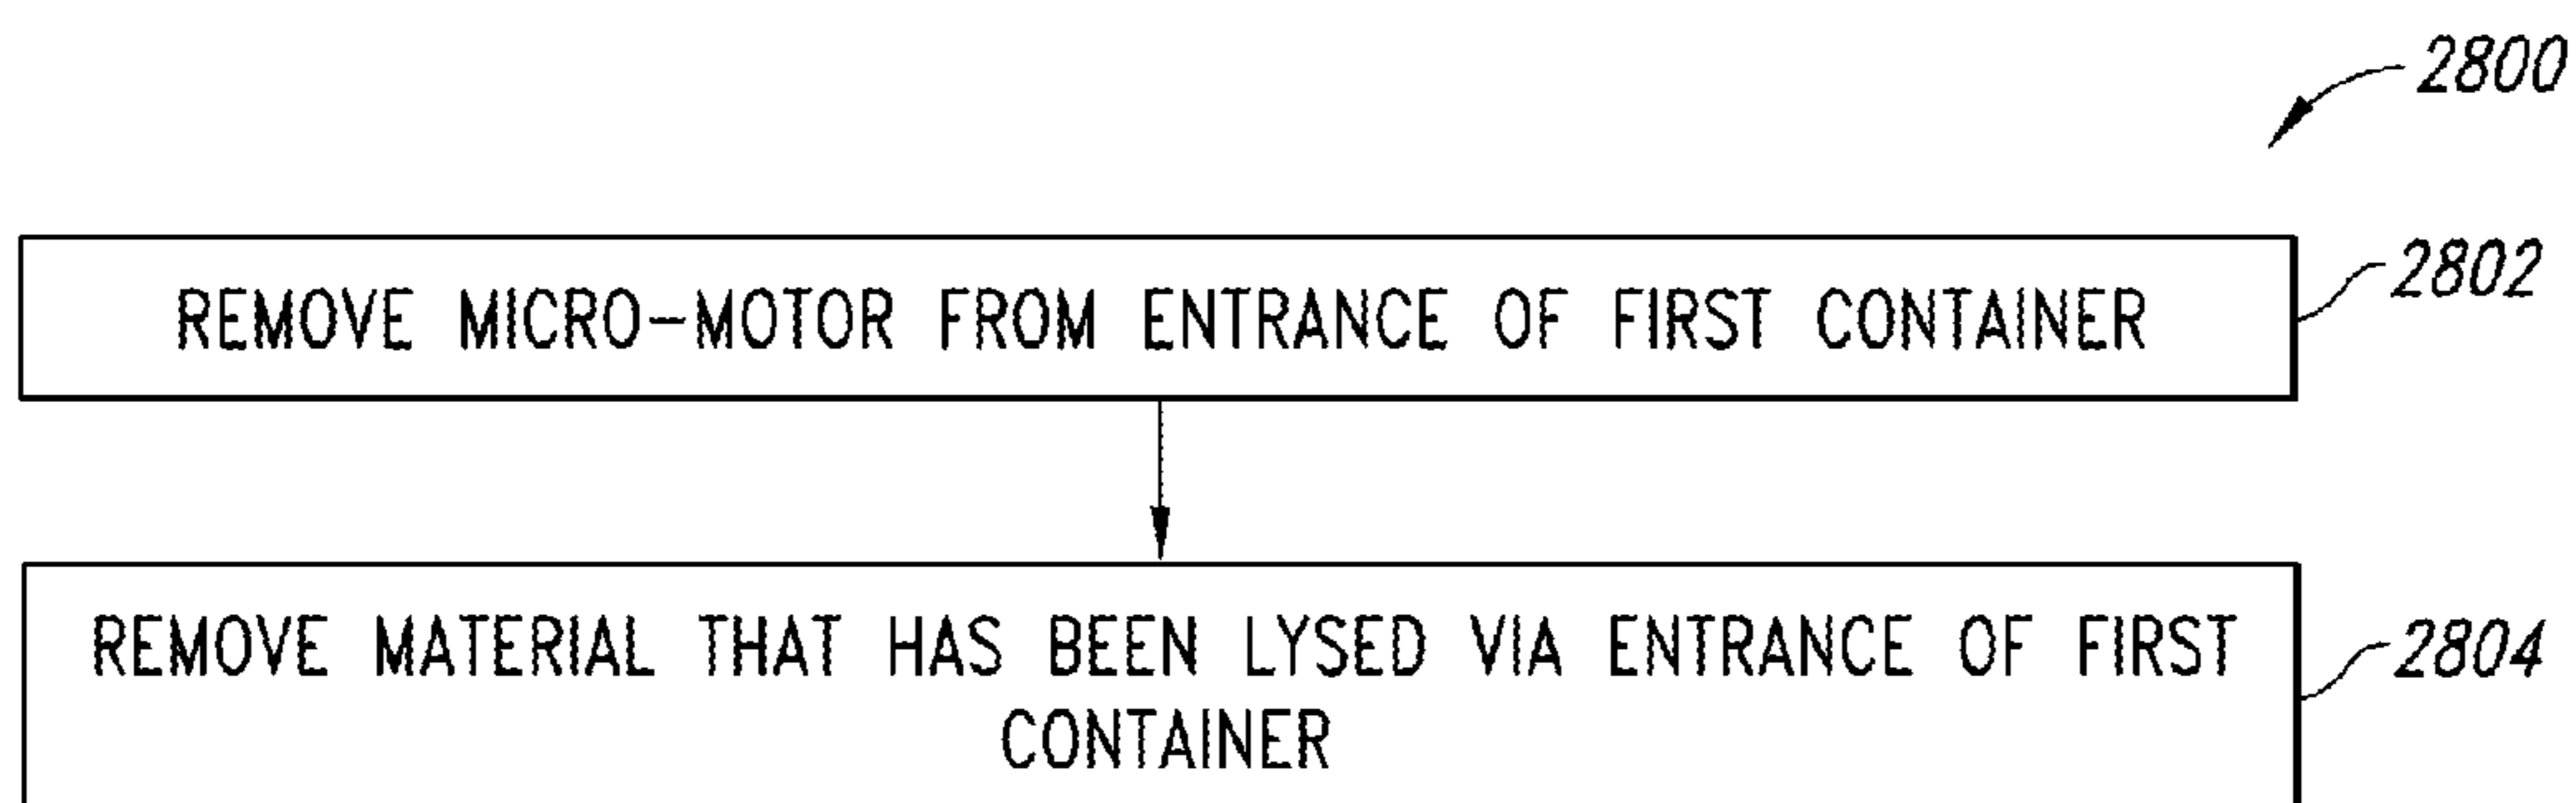 2800
REMOVE MICRO-MOTOR FROM ENTRANCE OF FIRST CONTAINER
2802
REMOVE MATERIAL THAT HAS BEEN LYSED VIA ENTRANCE OF FIRST
2804
CONTAINER